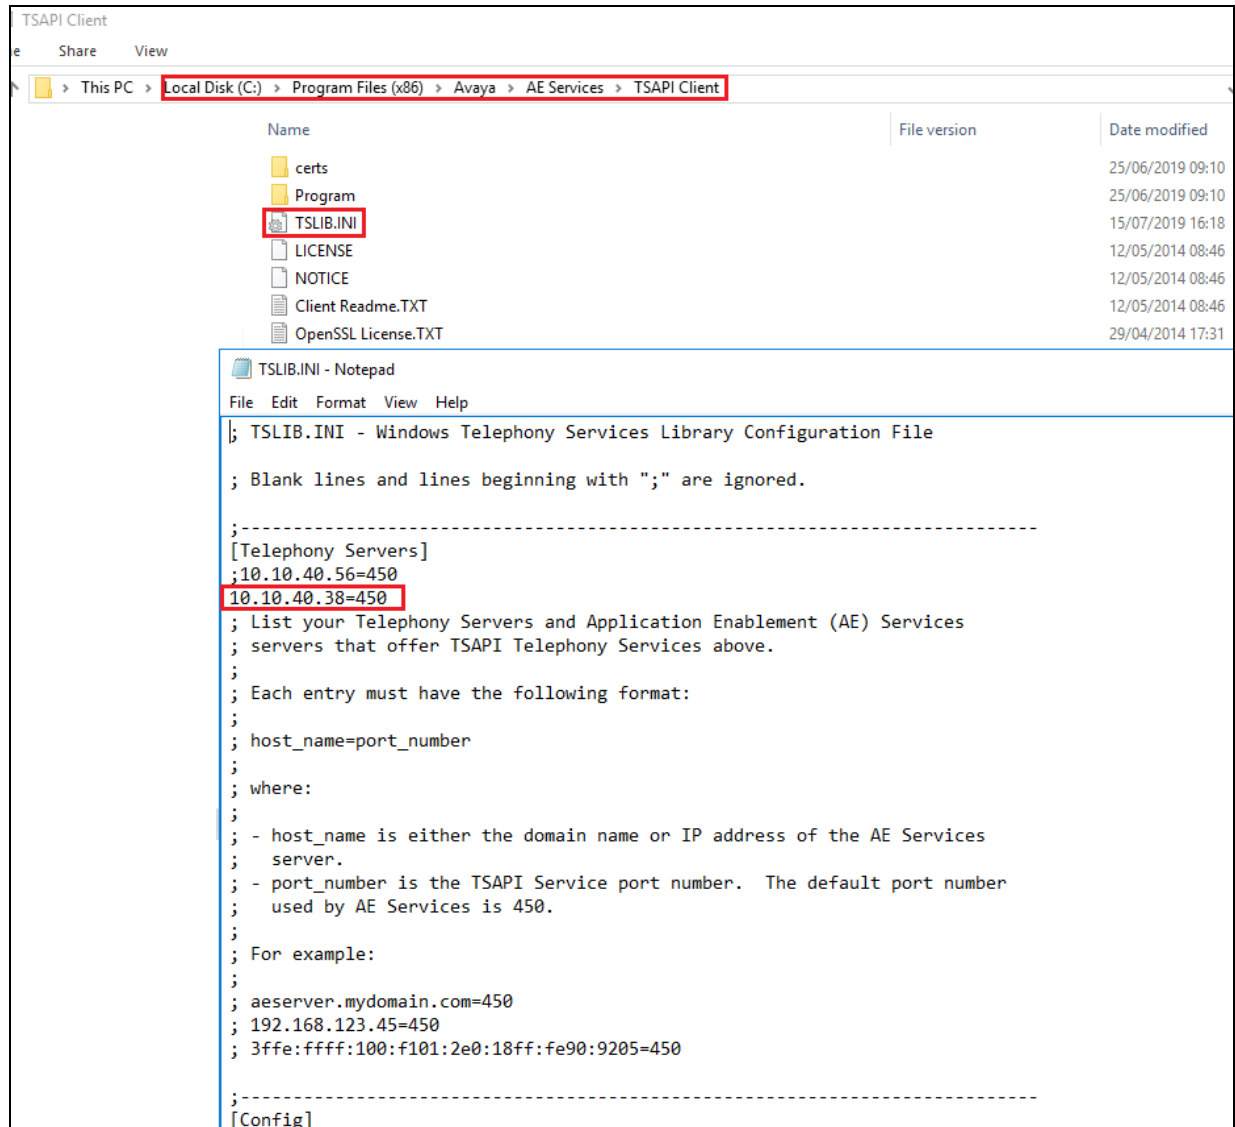 TSAPI Client
Share View
This PC > Local Disk (C:) > Program Files (x86) > Avaya > AE Services > TSAPI Client
Name File version Date modified
certs 25/06/2019 09:10
Program 25/06/2019 09:10
TSLIB.INI 15/07/2019 16:18
LICENSE 12/05/2014 08:46
NOTICE 12/05/2014 08:46
Client Readme.TXT 12/05/2014 08:46
OpenSSL License.TXT 29/04/2014 17:31
TSLIB.INI - Notepad
File Edit Format View Help
; TSLIB.INI - Windows Telephony Services Library Configuration File
; Blank lines and lines beginning with ";" are ignored.
;----------------------------------------------------------------------------
[Telephony Servers]
;10.10.40.56=450
10.10.40.38=450
; List your Telephony Servers and Application Enablement (AE) Services
; servers that offer TSAPI Telephony Services above.
;
; Each entry must have the following format:
;
; host_name=port_number
;
; where:
;
; - host_name is either the domain name or IP address of the AE Services
;   server.
; - port_number is the TSAPI Service port number.  The default port number
;   used by AE Services is 450.
;
; For example:
;
; aeserver.mydomain.com=450
; 192.168.123.45=450
; 3ffe:ffff:100:f101:2e0:18ff:fe90:9205=450
;----------------------------------------------------------------------------
[Config]